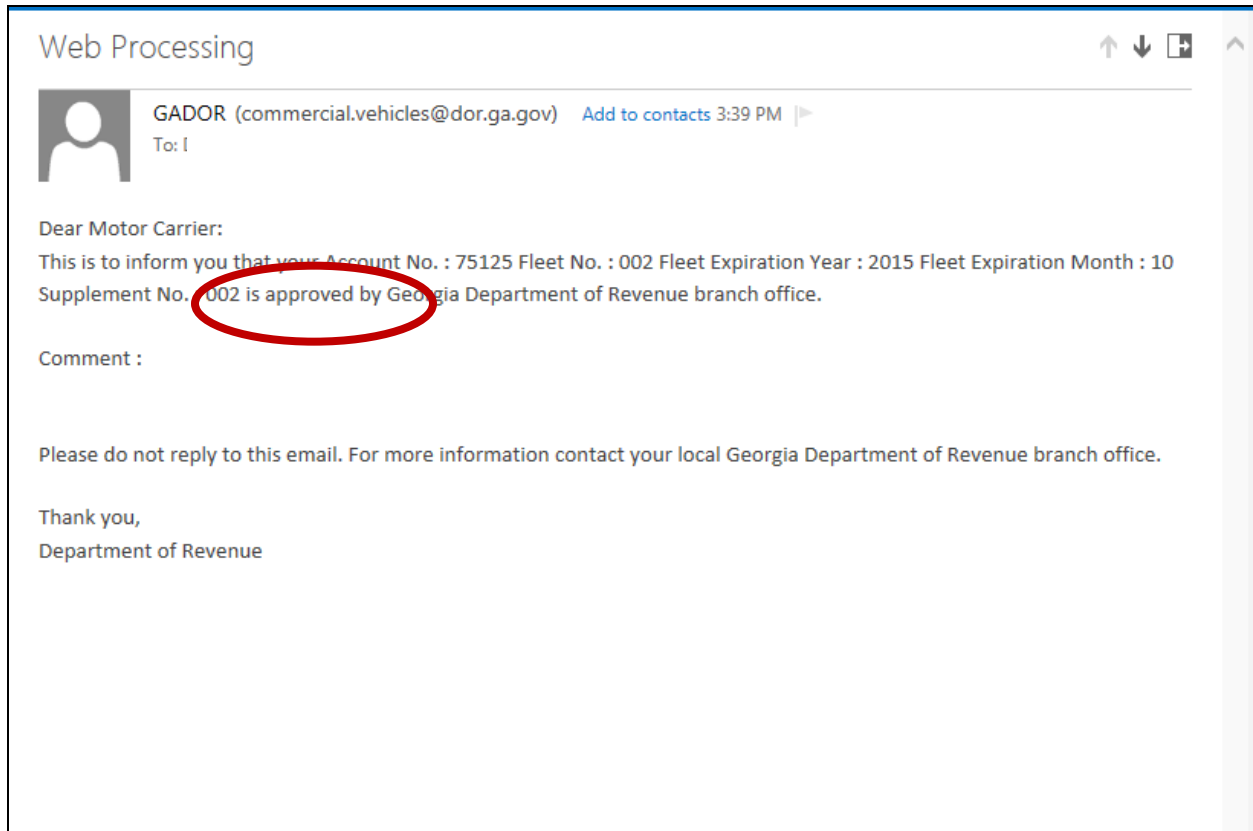 Web Processing
GADOR (commercial.vehicles@dor.ga.gov) Add to contacts 3:39 PM
To:
Dear Motor Carrier:
This is to inform you that your Account No. : 75125 Fleet No. : 002 Fleet Expiration Year : 2015 Fleet Expiration Month : 10
Supplement No. : 002 is approved by Georgia Department of Revenue branch office.
Comment :
Please do not reply to this email. For more information contact your local Georgia Department of Revenue branch office.
Thank you,
Department of Revenue